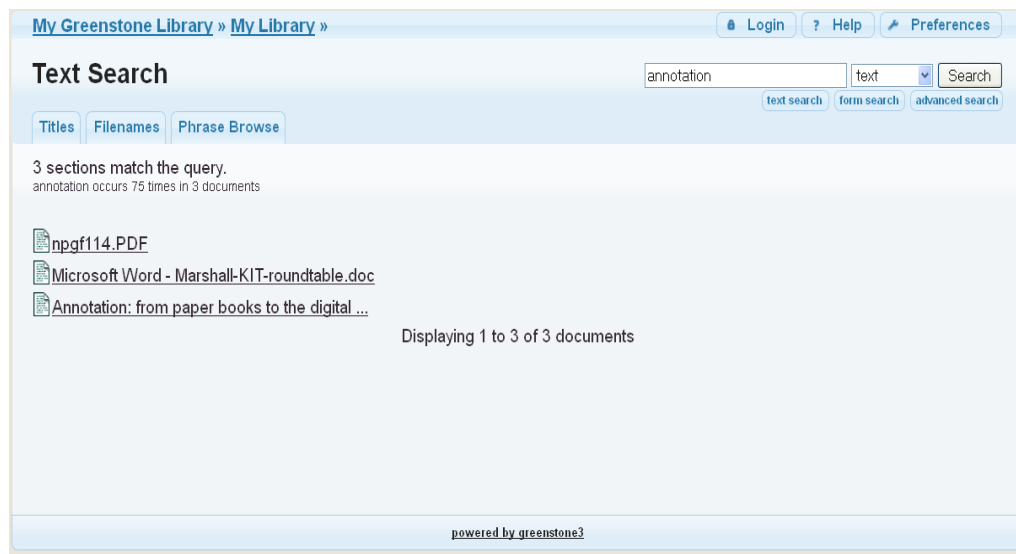 My Greenstone Library » My Library »
Login ? Help Preferences
Text Search
annotation text Search
text search form search advanced search
Titles Filenames Phrase Browse
3 sections match the query.
annotation occurs 75 times in 3 documents
npgf114.PDF
Microsoft Word - Marshall-KIT-roundtable.doc
Annotation: from paper books to the digital ...
Displaying 1 to 3 of 3 documents
powered by greenstone3